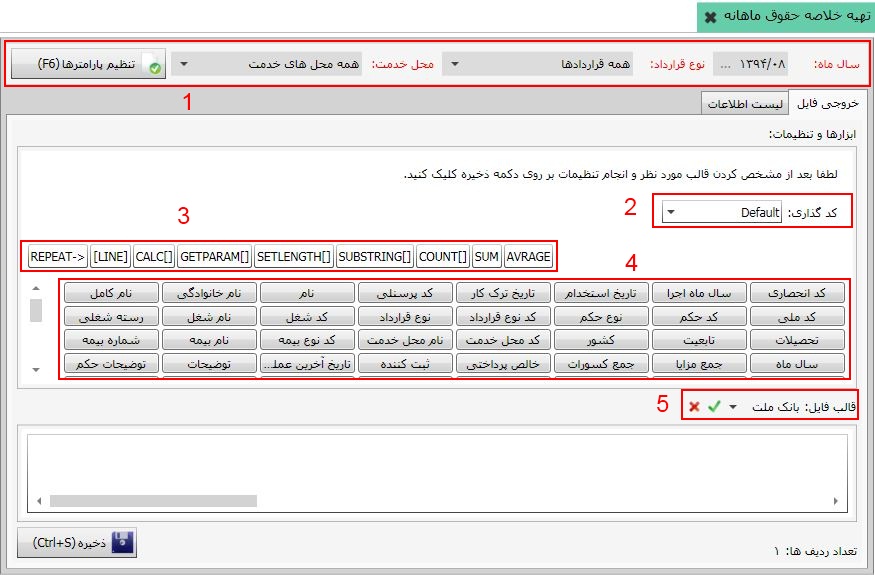 تهیه خلاصه حقوق ماهانه
سال ماه: ۱۳۹۴/۰۸ ... نوع قرارداد: همه قراردادها محل خدمت: همه محل های خدمت تنظیم پارامترها (F6)
1
خروجی فایل لیست اطلاعات
ابزارها و تنظیمات:
لطفا بعد از مشخص کردن قالب مورد نظر و انجام تنظیمات بر روی دکمه ذخیره کلیک کنید.
کد گذاری: Default 2
3
REPEAT-> [LINE] CALC[] GETPARAM[] SETLENGTH[] SUBSTRING[] COUNT[] SUM AVRAGE
4
کد انحصاری سال ماه اجرا تاریخ استخدام تاریخ ترک کار کد پرسنلی نام نام خانوادگی نام کامل
کد ملی کد حکم نوع حکم کد نوع قرارداد نوع قرارداد کد شغل نام شغل رسته شغلی
تحصیلات تابعیت کشور کد محل خدمت نام محل خدمت کد نوع بیمه نام بیمه شماره بیمه
سال ماه جمع مزایا جمع کسورات خالص پرداختی ثبت کننده تاریخ آخرین عملـ... توضیحات توضیحات حکم
قالب فایل: بانک ملت 5
ذخیره (Ctrl+S)
تعداد ردیف ها: ۱